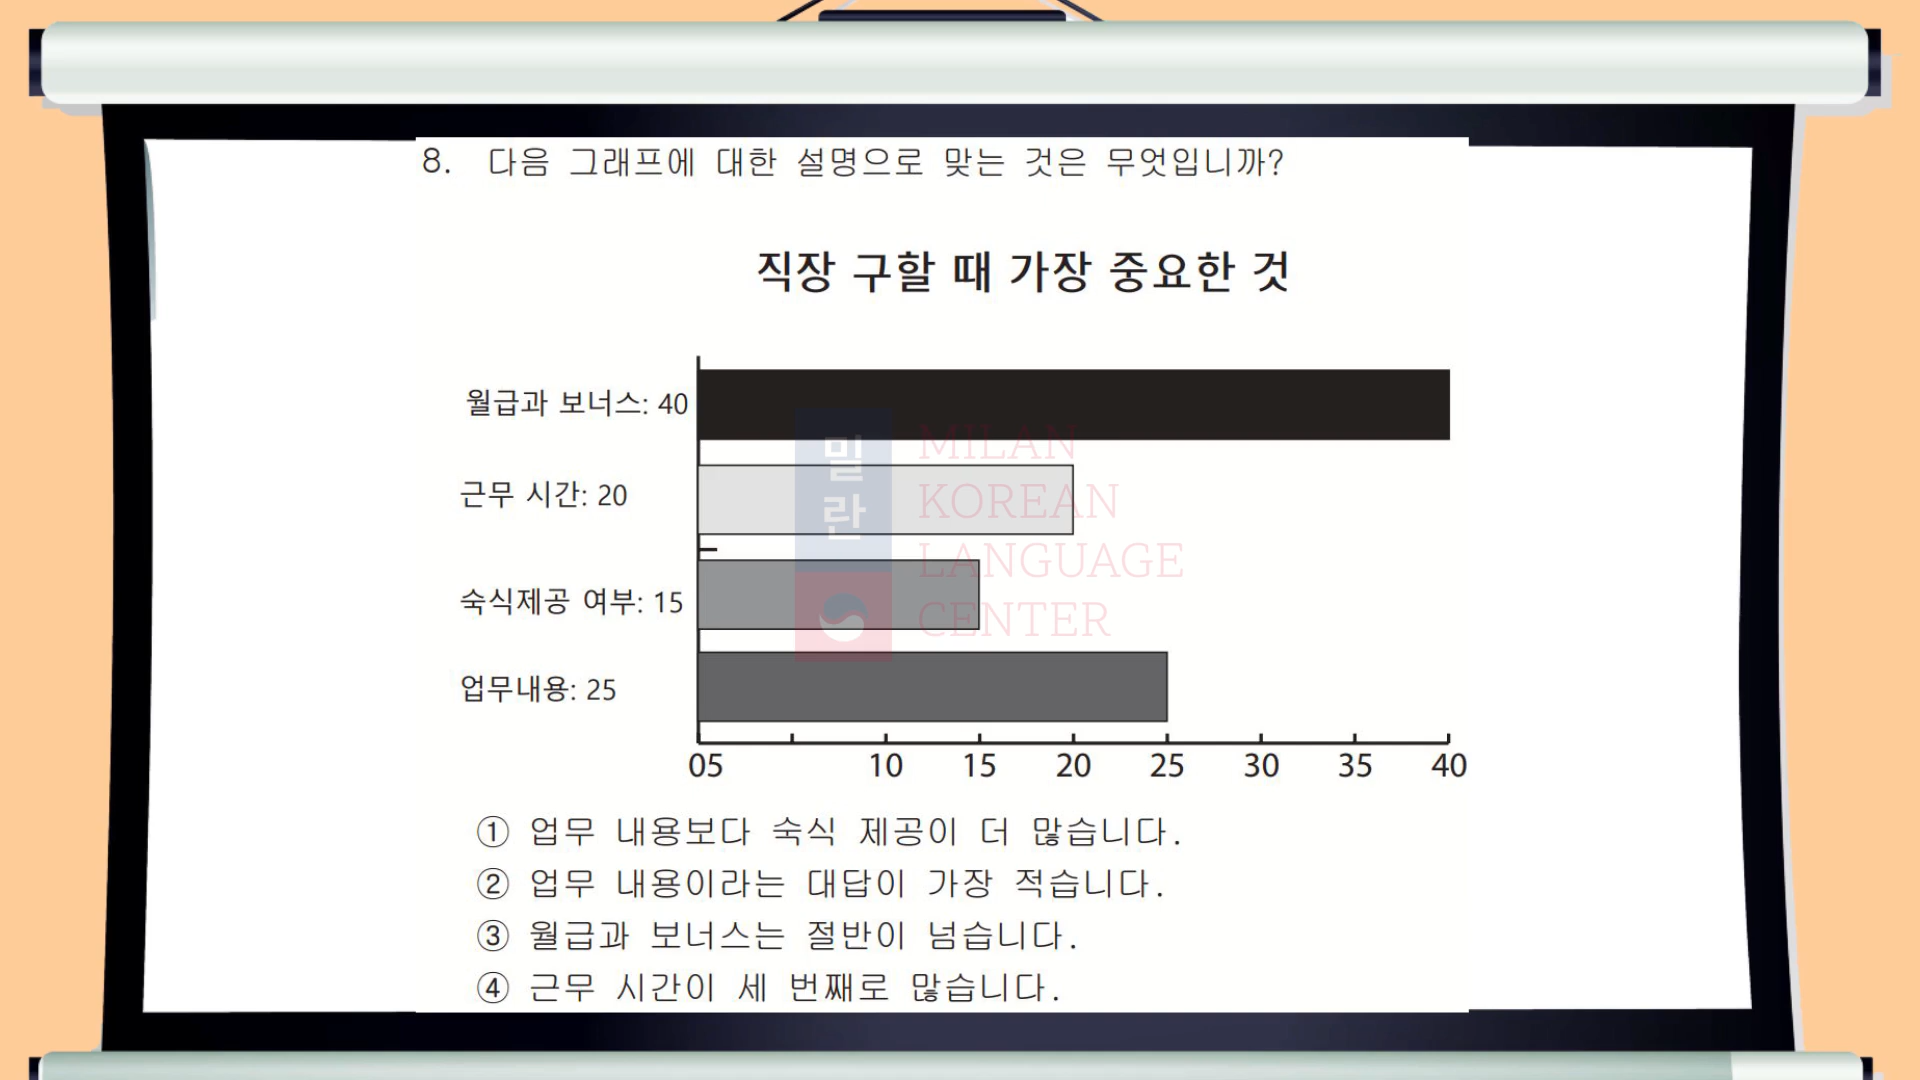 8. 다음 그래프에 대한 설명으로 맞는 것은 무엇입니까?
직장 구할 때 가장 중요한 것
월급과 보너스: 40
근무 시간: 20
숙식제공 여부: 15
업무내용: 25
05 10 15 20 25 30 35 40
밀란
MILAN
KOREAN
LANGUAGE
CENTER
① 업무 내용보다 숙식 제공이 더 많습니다.
② 업무 내용이라는 대답이 가장 적습니다.
③ 월급과 보너스는 절반이 넘습니다.
④ 근무 시간이 세 번째로 많습니다.